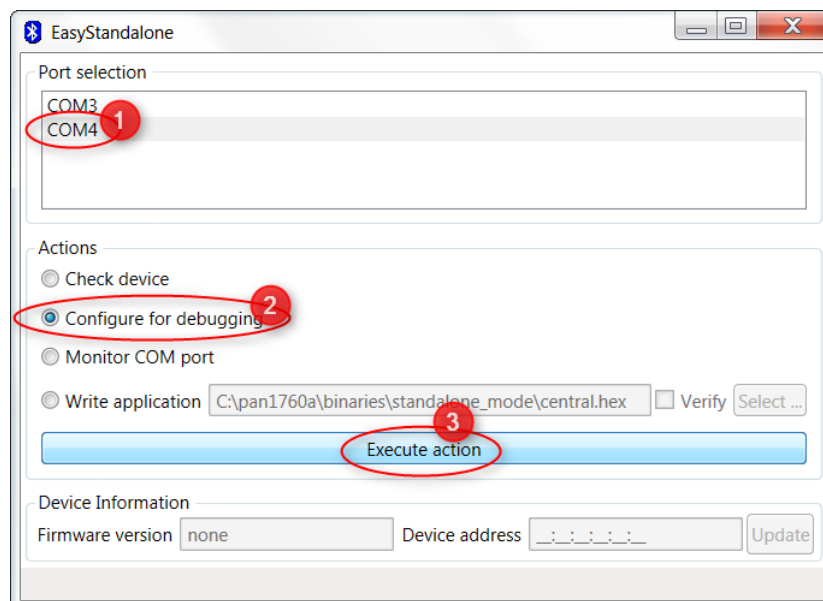 EasyStandalone
Port selection
COM3
COM4
1
Actions
Check device
2
Configure for debugging
Monitor COM port
Write application C:\pan1760a\binaries\standalone_mode\central.hex Verify Select ...
3
Execute action
Device Information
Firmware version none Device address __:__:__:__:__:__ Update